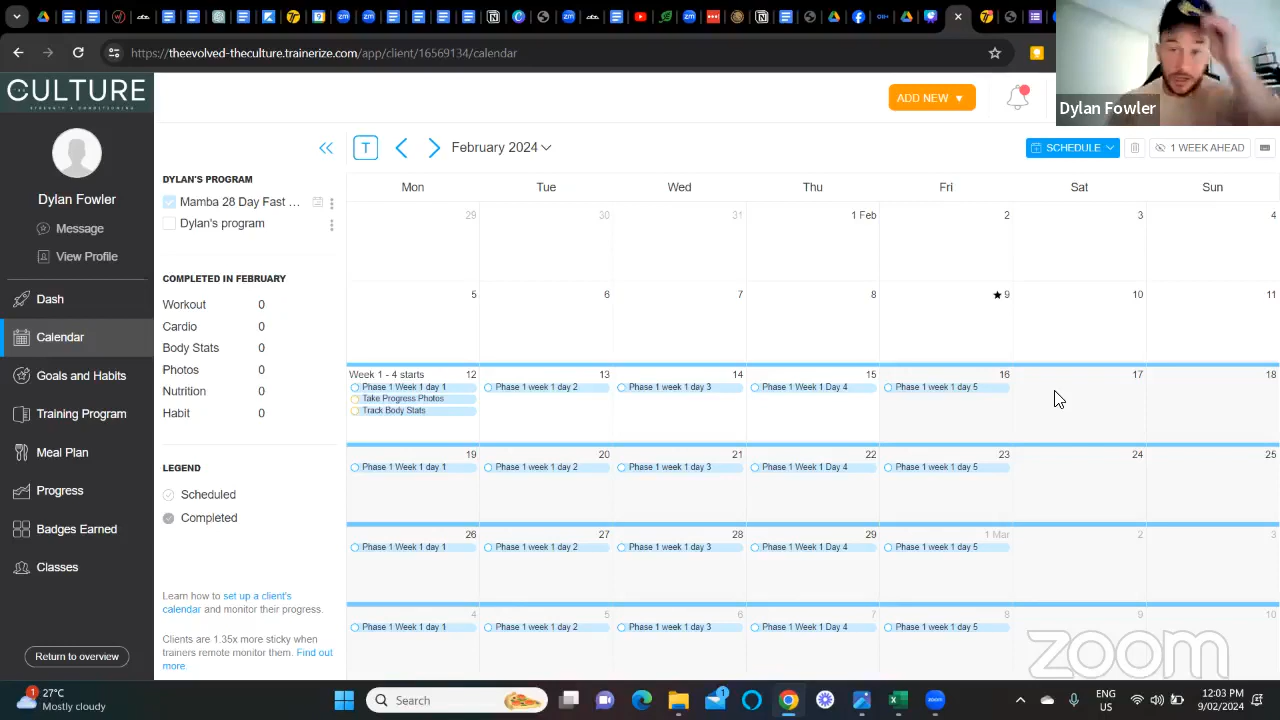 https://theevolved-theculture.trainerize.com/app/client/16569134/calendar
CULTURE
STRENGTH & CONDITIONING
ADD NEW ▼
Dylan Fowler
T
February 2024
SCHEDULE
1 WEEK AHEAD
Mon Tue Wed Thu Fri Sat Sun
DYLAN'S PROGRAM
Mamba 28 Day Fast ...
Dylan's program
Dylan Fowler
Message
View Profile
Dash
Calendar
Goals and Habits
Training Program
Meal Plan
Progress
Badges Earned
Classes
Return to overview
COMPLETED IN FEBRUARY
Workout 0
Cardio 0
Body Stats 0
Photos 0
Nutrition 0
Habit 0
LEGEND
Scheduled
Completed
Learn how to set up a client's
calendar and monitor their progress.
Clients are 1.35x more sticky when
trainers remote monitor them. Find out
more.
29 30 31 1 Feb 2 3 4
5 6 7 8 ★ 9 10 11
Week 1 - 4 starts 12 13 14 15 16 17 18
Phase 1 Week 1 day 1 Phase 1 week 1 day 2 Phase 1 week 1 day 3 Phase 1 Week 1 Day 4 Phase 1 week 1 day 5
Take Progress Photos
Track Body Stats
19 20 21 22 23 24 25
Phase 1 Week 1 day 1 Phase 1 week 1 day 2 Phase 1 week 1 day 3 Phase 1 Week 1 Day 4 Phase 1 week 1 day 5
26 27 28 29 1 Mar 2 3
Phase 1 Week 1 day 1 Phase 1 week 1 day 2 Phase 1 week 1 day 3 Phase 1 Week 1 Day 4 Phase 1 week 1 day 5
4 5 6 7 8 9 10
Phase 1 Week 1 day 1 Phase 1 week 1 day 2 Phase 1 week 1 day 3 Phase 1 Week 1 Day 4 Phase 1 week 1 day 5
zoom
1
27°C
Mostly cloudy
Search
1
zoom
ENG
US
12:03 PM
9/02/2024